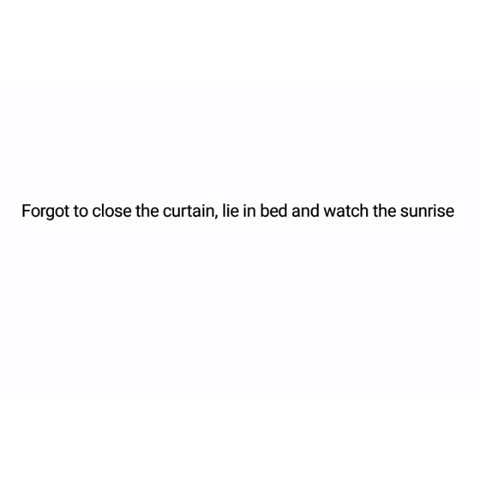 Forgot to close the curtain, lie in bed and watch the sunrise